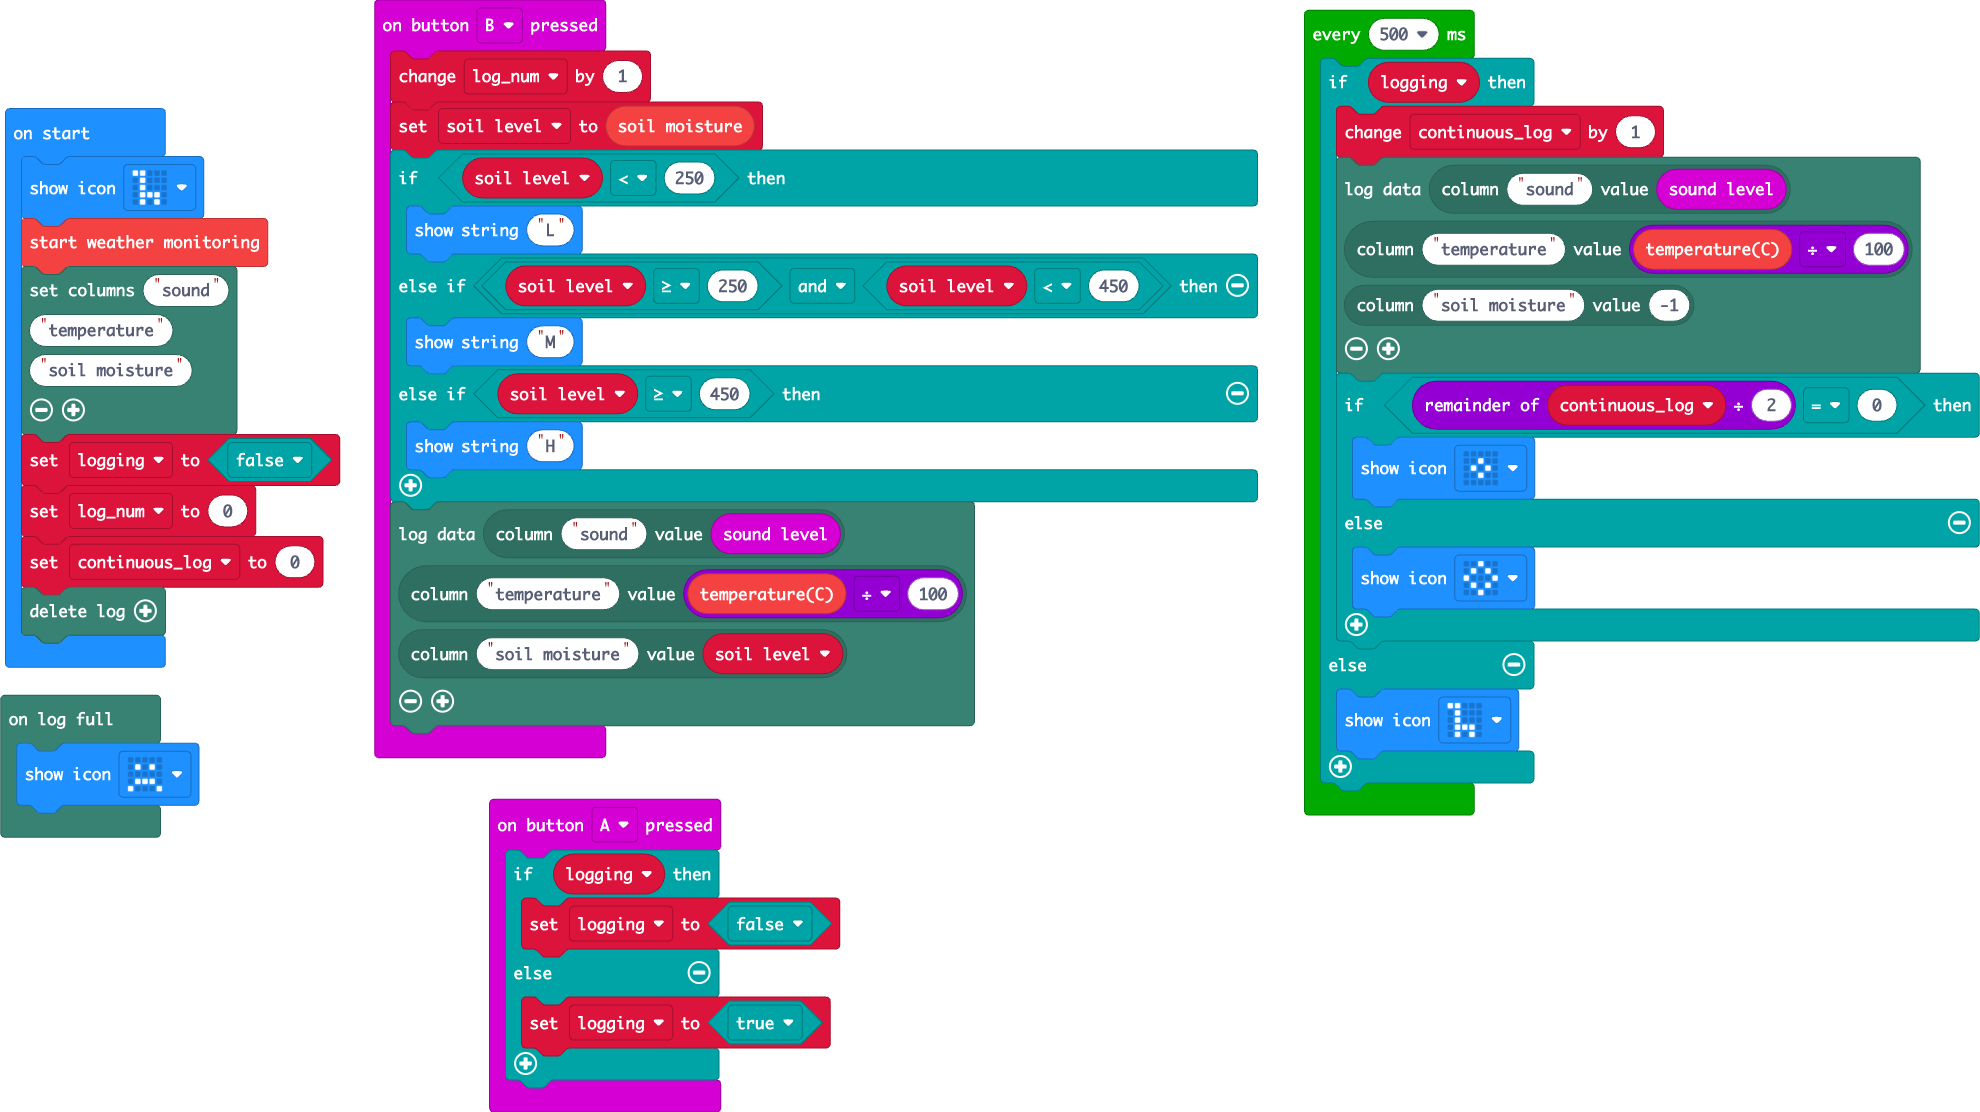 on start
show icon
start weather monitoring
set columns "sound"
"temperature"
"soil moisture"
set logging to false
set log_num to 0
set continuous_log to 0
delete log
on log full
show icon
on button B pressed
change log_num by 1
set soil level to soil moisture
if soil level < 250 then
show string "L"
else if soil level ≥ 250 and soil level < 450 then
show string "M"
else if soil level ≥ 450 then
show string "H"
log data column "sound" value sound level
column "temperature" value temperature(C) ÷ 100
column "soil moisture" value soil level
on button A pressed
if logging then
set logging to false
else
set logging to true
every 500 ms
if logging then
change continuous_log by 1
log data column "sound" value sound level
column "temperature" value temperature(C) ÷ 100
column "soil moisture" value -1
if remainder of continuous_log ÷ 2 = 0 then
show icon
else
show icon
else
show icon